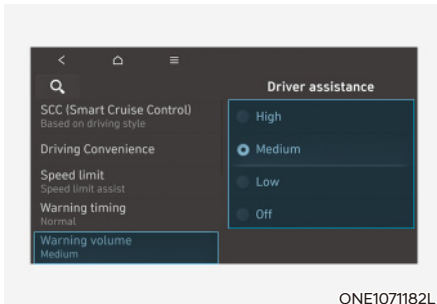 Driver assistance
SCC (Smart Cruise Control)
Based on driving style
Driving Convenience
Speed limit
Speed limit assist
Warning timing
Normal
Warning volume
Medium
High
Medium
Low
Off
ONE1071182L